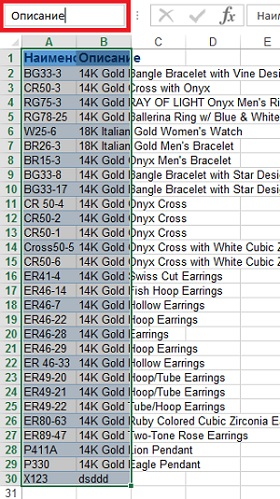 Описание fx Наи
A B C D E
1 Наимено Описание
2 BG33-3 14K Gold Bangle Bracelet with Vine Desi
3 CR50-3 14K Gold Cross with Onyx
4 RG75-3 14K Gold RAY OF LIGHT Onyx Men's Ri
5 RG78-25 14K Gold Ballerina Ring w/ Blue & White
6 W25-6 18K Italian Gold Women's Watch
7 BR26-3 18K Italian Gold Men's Bracelet
8 BR15-3 14K Gold Onyx Men's Bracelet
9 BG33-8 14K Gold Bangle Bracelet with Star Desi
10 BG33-17 14K Gold Bangle Bracelet with Star Desi
11 CR 50-4 14K Gold Onyx Cross
12 CR50-2 14K Gold Onyx Cross
13 CR50-1 14K Gold Onyx Cross
14 Cross50-5 14K Gold Onyx Cross with White Cubic Z
15 CR50-6 14K Gold Onyx Cross with White Cubic Z
16 ER41-4 14K Gold Swiss Cut Earrings
17 ER46-14 14K Gold Fish Hoop Earrings
18 ER46-7 14K Gold Hollow Earrings
19 ER46-22 14K Gold Hoop Earrings
20 ER46-28 14K Gold Earrings
21 ER46-29 14K Gold Hoop Earrings
22 ER 46-33 14K Gold Hollow Earrings
23 ER49-20 14K Gold Hoop/Tube Earrings
24 ER49-21 14K Gold Hoop/Tube Earrings
25 ER49-22 14K Gold Tube/Hoop Earrings
26 ER80-63 14K Gold Ruby Colored Cubic Zirconia E
27 ER89-47 14K Gold Two-Tone Rose Earrings
28 P411A 14K Gold Lion Pendant
29 P330 14K Gold Eagle Pendant
30 X123 dsddd
31